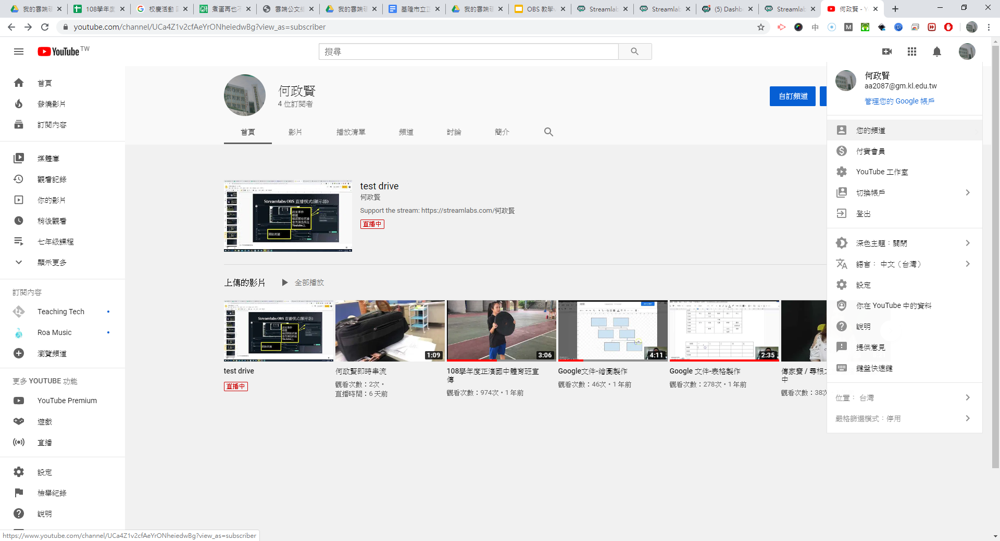 我的雲端硬
108學年度
校慶活動
煮蛋再也不
雲端公文
我的雲端硬
基隆市立正
我的雲端硬
OBS 教學
Streamlab
Streamlab
(5) Dashb
Streamlab
何政賢 - Y
youtube.com/channel/UCa4Z1v2cfAeYrONheiedwBg?view_as=subscriber
YouTube TW
搜尋
首頁
發燒影片
訂閱內容
媒體庫
觀看記錄
你的影片
稍後觀看
七年級課程
顯示更多
訂閱內容
Teaching Tech
Roa Music
瀏覽頻道
更多 YOUTUBE 功能
YouTube Premium
遊戲
直播
設定
檢舉紀錄
說明
https://www.youtube.com/channel/UCa4Z1v2cfAeYrONheiedwBg?view_as=subscriber
何政賢
4 位訂閱者
自訂頻道
首頁
影片
播放清單
頻道
討論
簡介
Streamlabs OBS 直播模式(顯示器)
開始直播
test drive
何政賢
Support the stream: https://streamlabs.com/何政賢
直播中
上傳的影片
全部播放
Streamlabs OBS 直播模式(顯示器)
開始直播
test drive
直播中
1:09
何政賢即時串流
觀看次數：2次・
直播時間：6 天前
3:06
108學年度正濱國中體育班宣
傳
觀看次數：974次・1 年前
4:11
Google文件-繪圖製作
觀看次數：46次・1 年前
2:35
Google 文件-表格製作
觀看次數：278次・1 年前
傳家寶 / 尋根
中
觀看次數：38次
何政賢
aa2087@gm.kl.edu.tw
管理您的 Google 帳戶
您的頻道
付費會員
YouTube 工作室
切換帳戶
登出
深色主題：關閉
語言： 中文（台灣）
設定
你在 YouTube 中的資料
說明
提供意見
鍵盤快速鍵
位置： 台灣
嚴格篩選模式：停用